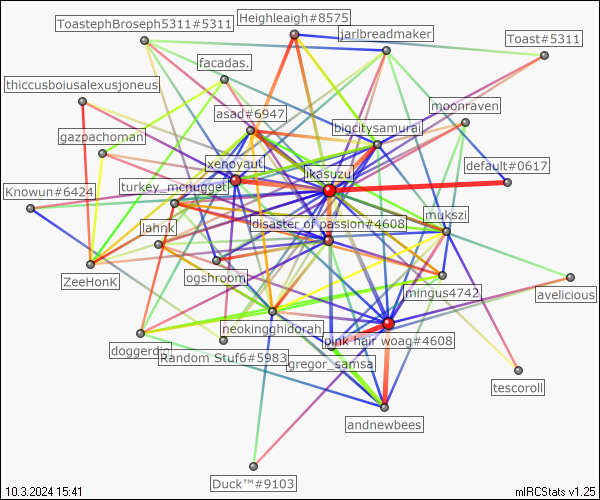 Heighleaigh#8575
ToastephBroseph5311#5311
jarlbreadmaker
Toast#5311
facadas.
thiccusboiusalexusjoneus
moonraven
asad#6947
bigcitysamurai
gazpachoman
xenoyaut
ikasuzu
default#0617
turkey_mcnugget
Knowun#6424
mukszi
disaster of passion#4608
lahnk
ZeeHonK
ogshroom
mingus4742
avelicious
neokingghidorah
pink hair woag#4608
doggerdic
Random Stuf6#5983
gregor_samsa
tescoroll
andnewbees
Duck™#9103
10.3.2024 15:41
mIRCStats v1.25